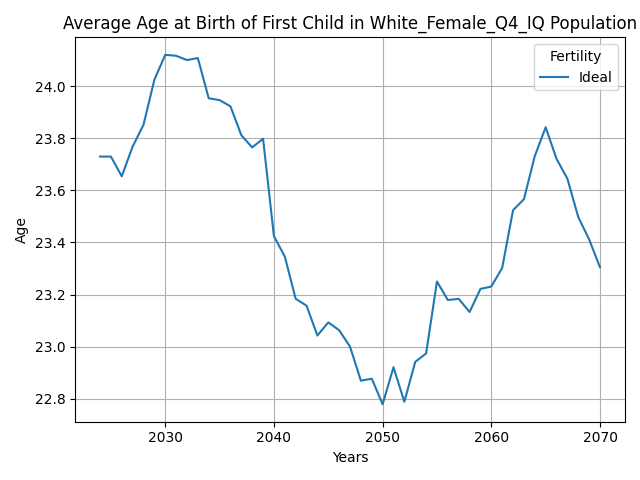 Average Age at Birth of First Child in White_Female_Q4_IQ Population
Fertility
Ideal
24.0
23.8
23.6
23.4
23.2
23.0
22.8
Age
2030
2040
2050
2060
2070
Years